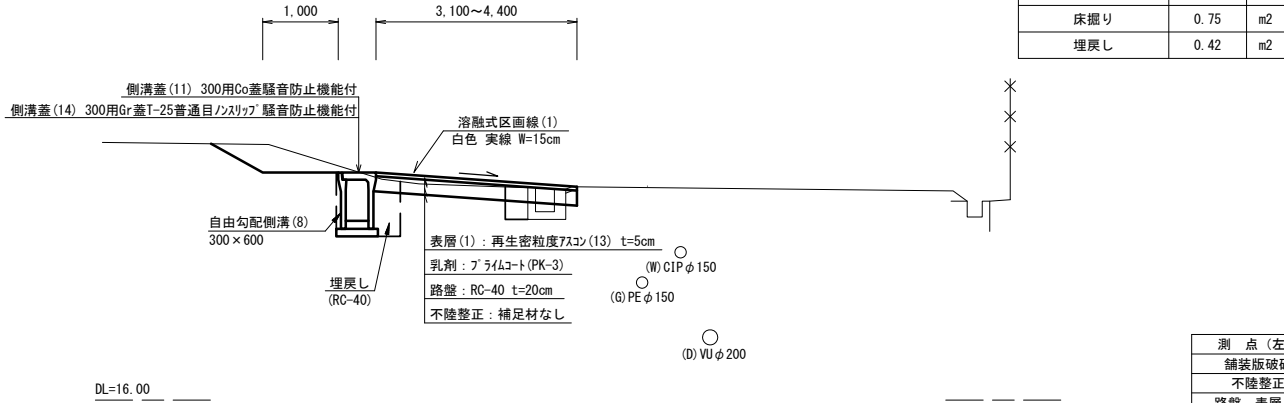 1,000
3,100～4,400
床掘り 0.75 m2
埋戻し 0.42 m2
側溝蓋(11) 300用Co蓋騒音防止機能付
側溝蓋(14) 300用Gr蓋T-25普通目ﾉﾝｽﾘｯﾌﾟ騒音防止機能付
溶融式区画線(1)
白色 実線 W=15cm
自由勾配側溝(8)
300×600
埋戻し
(RC-40)
表層(1)：再生密粒度ｱｽｺﾝ(13) t=5cm
乳剤：ﾌﾟﾗｲﾑｺｰﾄ(PK-3)
路盤：RC-40 t=20cm
不陸整正：補足材なし
(W)CIPφ150
(G)PEφ150
(D)VUφ200
DL=16.00
測 点（左
舗装版破
不陸整正